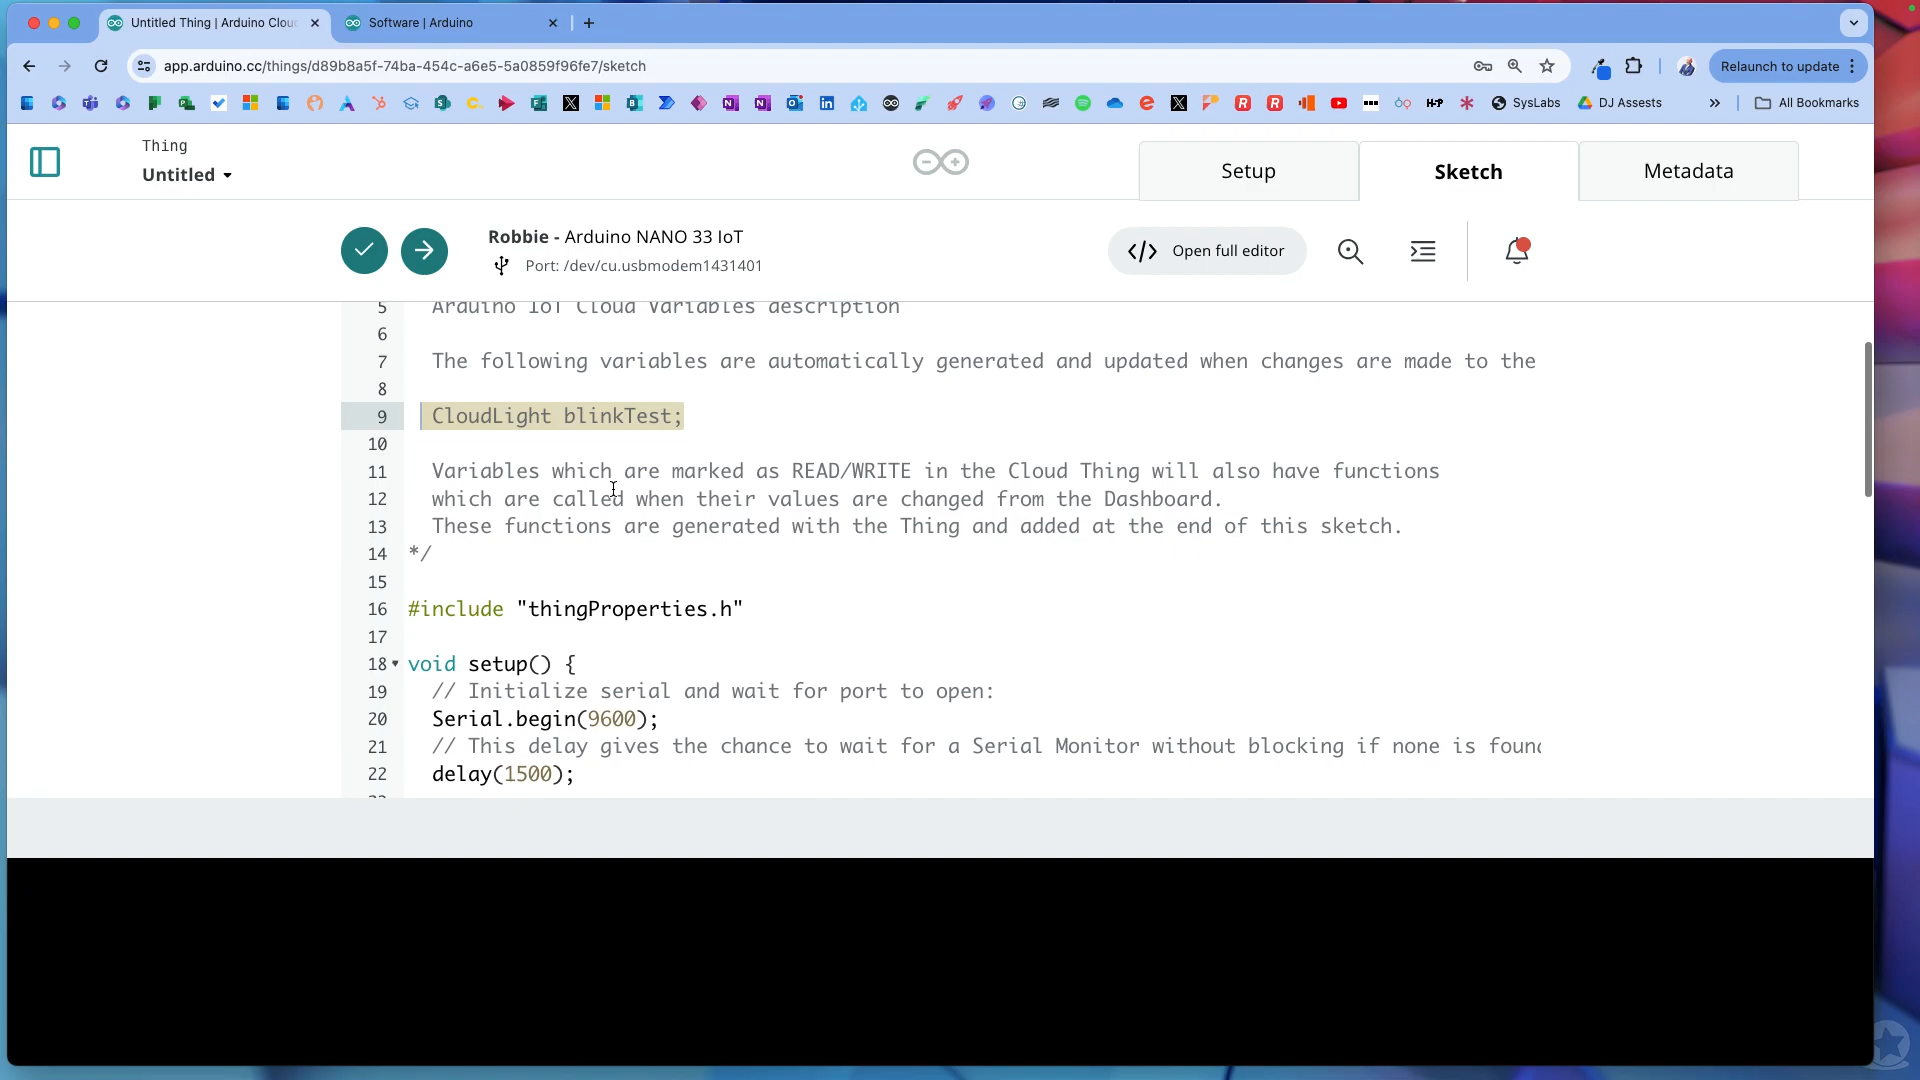 Untitled Thing | Arduino Clou
Software | Arduino
app.arduino.cc/things/d89b8a5f-74ba-454c-a6e5-5a0859f96fe7/sketch
Relaunch to update
SysLabs
DJ Assests
All Bookmarks
Thing
Untitled
Setup
Sketch
Metadata
Robbie - Arduino NANO 33 IoT
Port: /dev/cu.usbmodem1431401
Open full editor
5 Arduino IoT Cloud Variables description
6
7 The following variables are automatically generated and updated when changes are made to the
8
9 CloudLight blinkTest;
10
11 Variables which are marked as READ/WRITE in the Cloud Thing will also have functions
12 which are called when their values are changed from the Dashboard.
13 These functions are generated with the Thing and added at the end of this sketch.
14 */
15
16 #include "thingProperties.h"
17
18 void setup() {
19 // Initialize serial and wait for port to open:
20 Serial.begin(9600);
21 // This delay gives the chance to wait for a Serial Monitor without blocking if none is found
22 delay(1500);